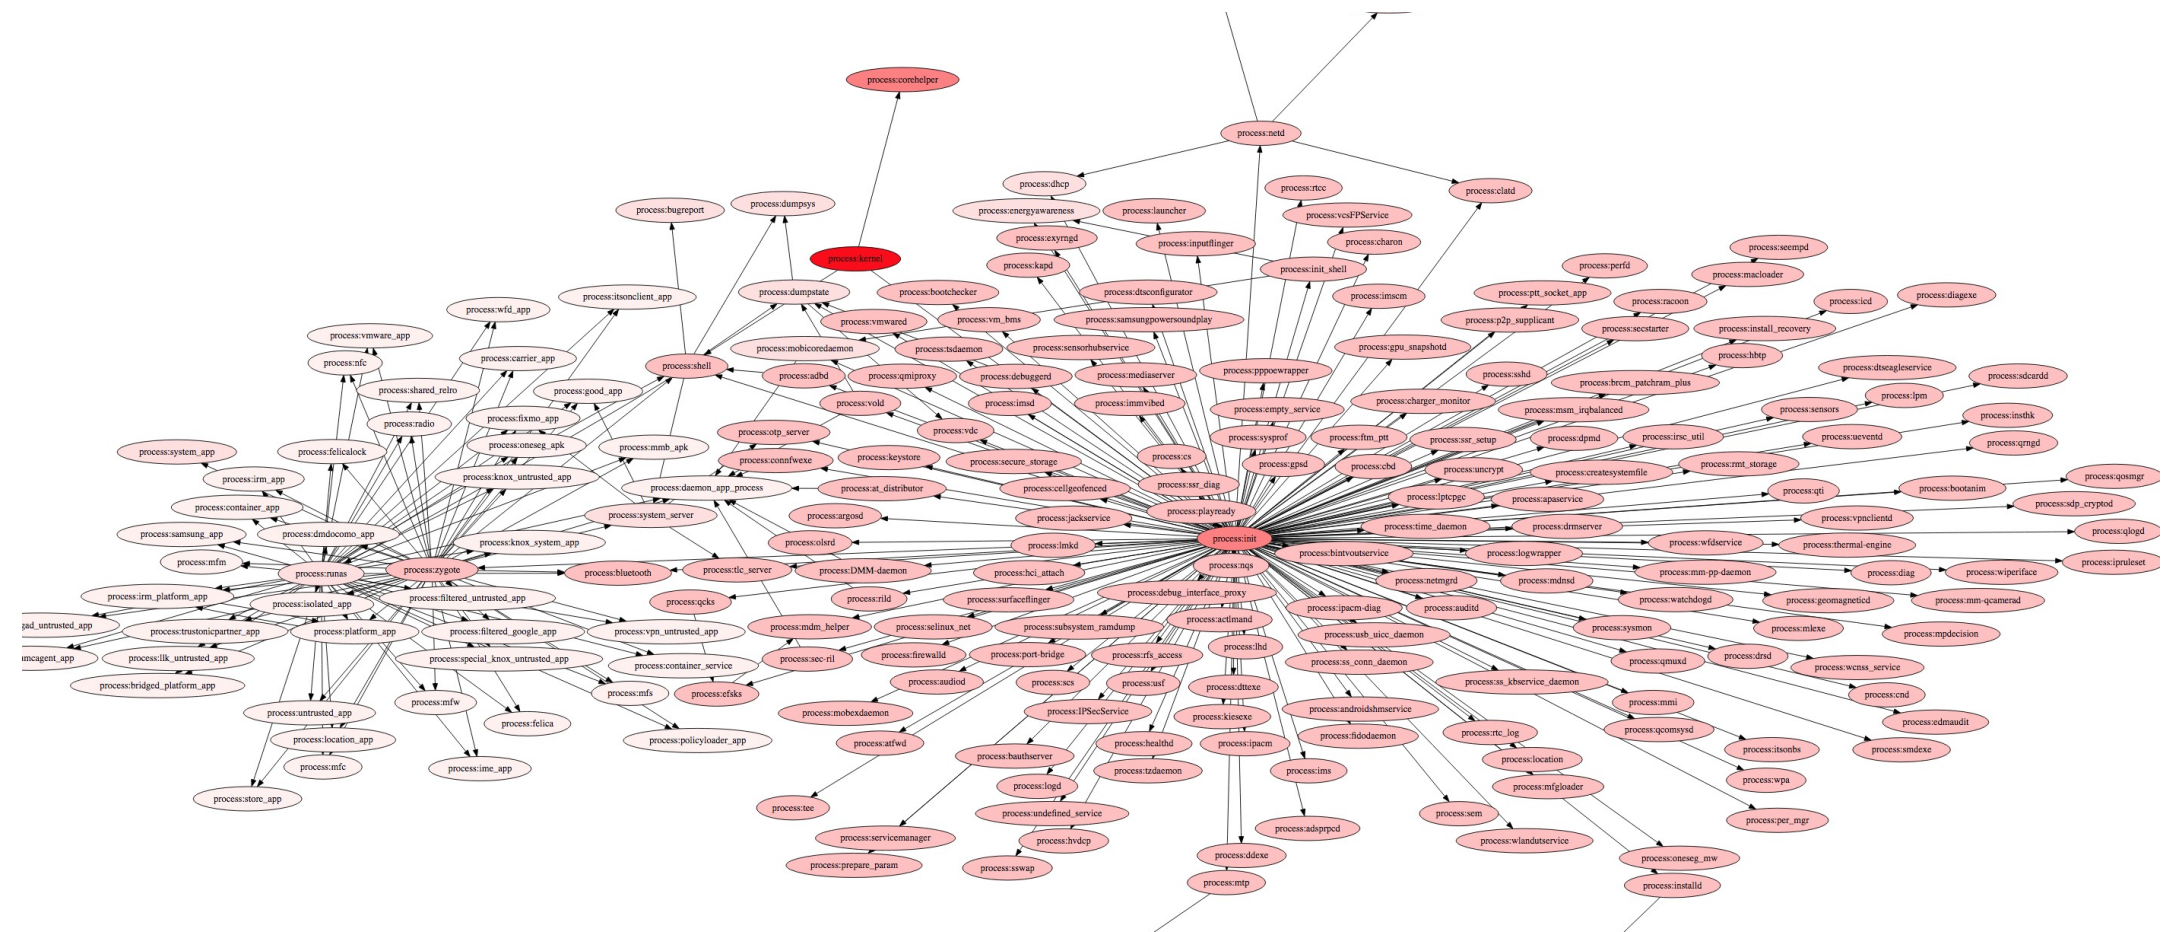 process:corehelper
process:netd
process:dhcp
process:rtcc
process:clatd
process:bugreport
process:dumpsys
process:energyawareness
process:launcher
process:vcsFPService
process:exyrngd
process:inputflinger
process:charon
process:seempd
process:kernel
process:kapd
process:init_shell
process:perfd
process:macloader
process:itsonclient_app
process:dumpstate
process:bootchecker
process:dtsconfigurator
process:imscm
process:ptt_socket_app
process:racoon
process:icd
process:diagexe
process:wfd_app
process:vmwared
process:vm_bms
process:samsungpowersoundplay
process:p2p_supplicant
process:secstarter
process:install_recovery
process:vmware_app
process:mobicoredaemon
process:tsdaemon
process:sensorhubservice
process:gpu_snapshotd
process:hbtp
process:nfc
process:carrier_app
process:shell
process:adbd
process:qmiproxy
process:debuggerd
process:mediaserver
process:pppoewrapper
process:sshd
process:brcm_patchram_plus
process:dtseagleservice
process:sdcardd
process:shared_relro
process:good_app
process:vold
process:imsd
process:immvibed
process:empty_service
process:charger_monitor
process:msm_irqbalanced
process:sensors
process:lpm
process:insthk
process:radio
process:fixmo_app
process:otp_server
process:vdc
process:sysprof
process:ftm_ptt
process:ssr_setup
process:dpmd
process:irsc_util
process:ueventd
process:qrngd
process:system_app
process:felicalock
process:oneseg_apk
process:mmb_apk
process:connfwexe
process:keystore
process:secure_storage
process:cs
process:gpsd
process:cbd
process:uncrypt
process:createsystemfile
process:rmt_storage
process:qosmgr
process:irm_app
process:knox_untrusted_app
process:daemon_app_process
process:at_distributor
process:cellgeofenced
process:ssr_diag
process:lptcpgc
process:apaservice
process:qti
process:bootanim
process:sdp_cryptod
process:container_app
process:system_server
process:argosd
process:jackservice
process:playready
process:time_daemon
process:drmserver
process:vpnclientd
process:qlogd
process:samsung_app
process:dmdocomo_app
process:knox_system_app
process:olsrd
process:lmkd
process:init
process:bintvoutservice
process:logwrapper
process:wfdservice
process:thermal-engine
process:ipruleset
process:mfm
process:runas
process:zygote
process:bluetooth
process:tlc_server
process:DMM-daemon
process:hci_attach
process:nqs
process:netmgrd
process:mdnsd
process:mm-pp-daemon
process:diag
process:wiperiface
process:irm_platform_app
process:isolated_app
process:filtered_untrusted_app
process:qcks
process:rild
process:surfaceflinger
process:debug_interface_proxy
process:ipacm-diag
process:auditd
process:watchdogd
process:geomagneticd
process:mm-qcamerad
gad_untrusted_app
process:trustonicpartner_app
process:platform_app
process:filtered_google_app
process:vpn_untrusted_app
process:mdm_helper
process:selinux_net
process:subsystem_ramdump
process:actlmand
process:usb_uicc_daemon
process:sysmon
process:mlexe
process:mpdecision
umcagent_app
process:llk_untrusted_app
process:special_knox_untrusted_app
process:container_service
process:sec-ril
process:firewalld
process:port-bridge
process:rfs_access
process:lhd
process:ss_conn_daemon
process:qmuxd
process:drsd
process:wcnss_service
process:bridged_platform_app
process:mfs
process:efsks
process:audiod
process:scs
process:usf
process:dttexe
process:ss_kbservice_daemon
process:cnd
process:untrusted_app
process:mfw
process:felica
process:mobexdaemon
process:IPSecService
process:kiesexe
process:androidshmservice
process:mmi
process:edmaudit
process:location_app
process:policyloader_app
process:atfwd
process:bauthserver
process:healthd
process:ipacm
process:fidodaemon
process:rtc_log
process:qcomsysd
process:itsonbs
process:smdexe
process:mfc
process:ime_app
process:tzdaemon
process:ims
process:location
process:wpa
process:store_app
process:tee
process:logd
process:mfgloader
process:undefined_service
process:adsprpcd
process:sem
process:per_mgr
process:servicemanager
process:hvdcp
process:wlandutservice
process:prepare_param
process:sswap
process:ddexe
process:oneseg_mw
process:mtp
process:installd